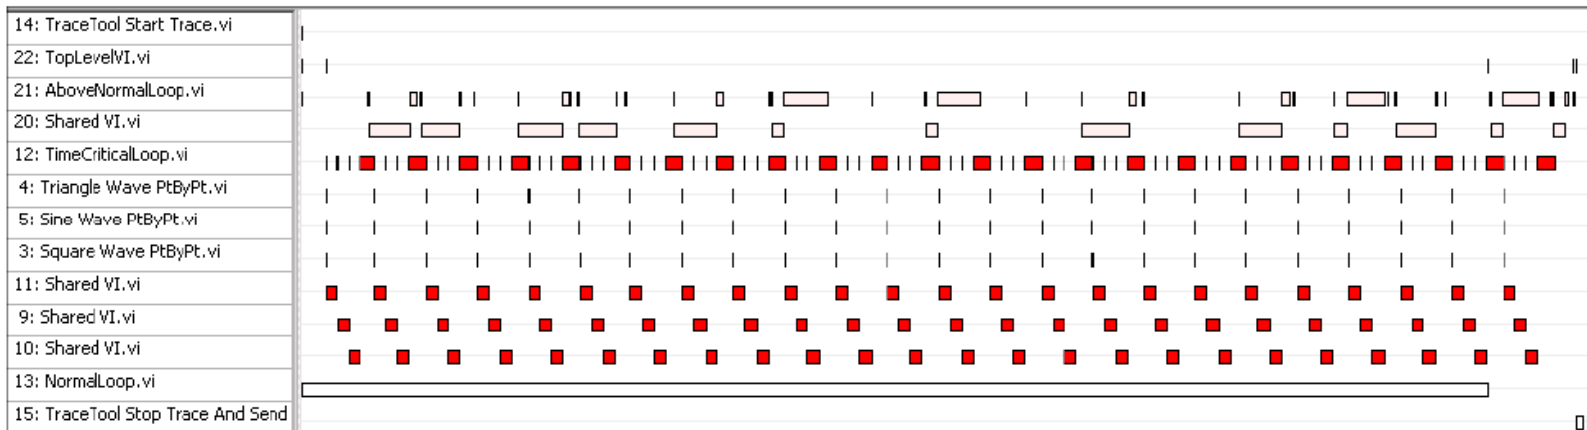 14: TraceTool Start Trace.vi
22: TopLevelVI.vi
21: AboveNormalLoop.vi
20: Shared VI.vi
12: TimeCriticalLoop.vi
4: Triangle Wave PtByPt.vi
5: Sine Wave PtByPt.vi
3: Square Wave PtByPt.vi
11: Shared VI.vi
9: Shared VI.vi
10: Shared VI.vi
13: NormalLoop.vi
15: TraceTool Stop Trace And Send